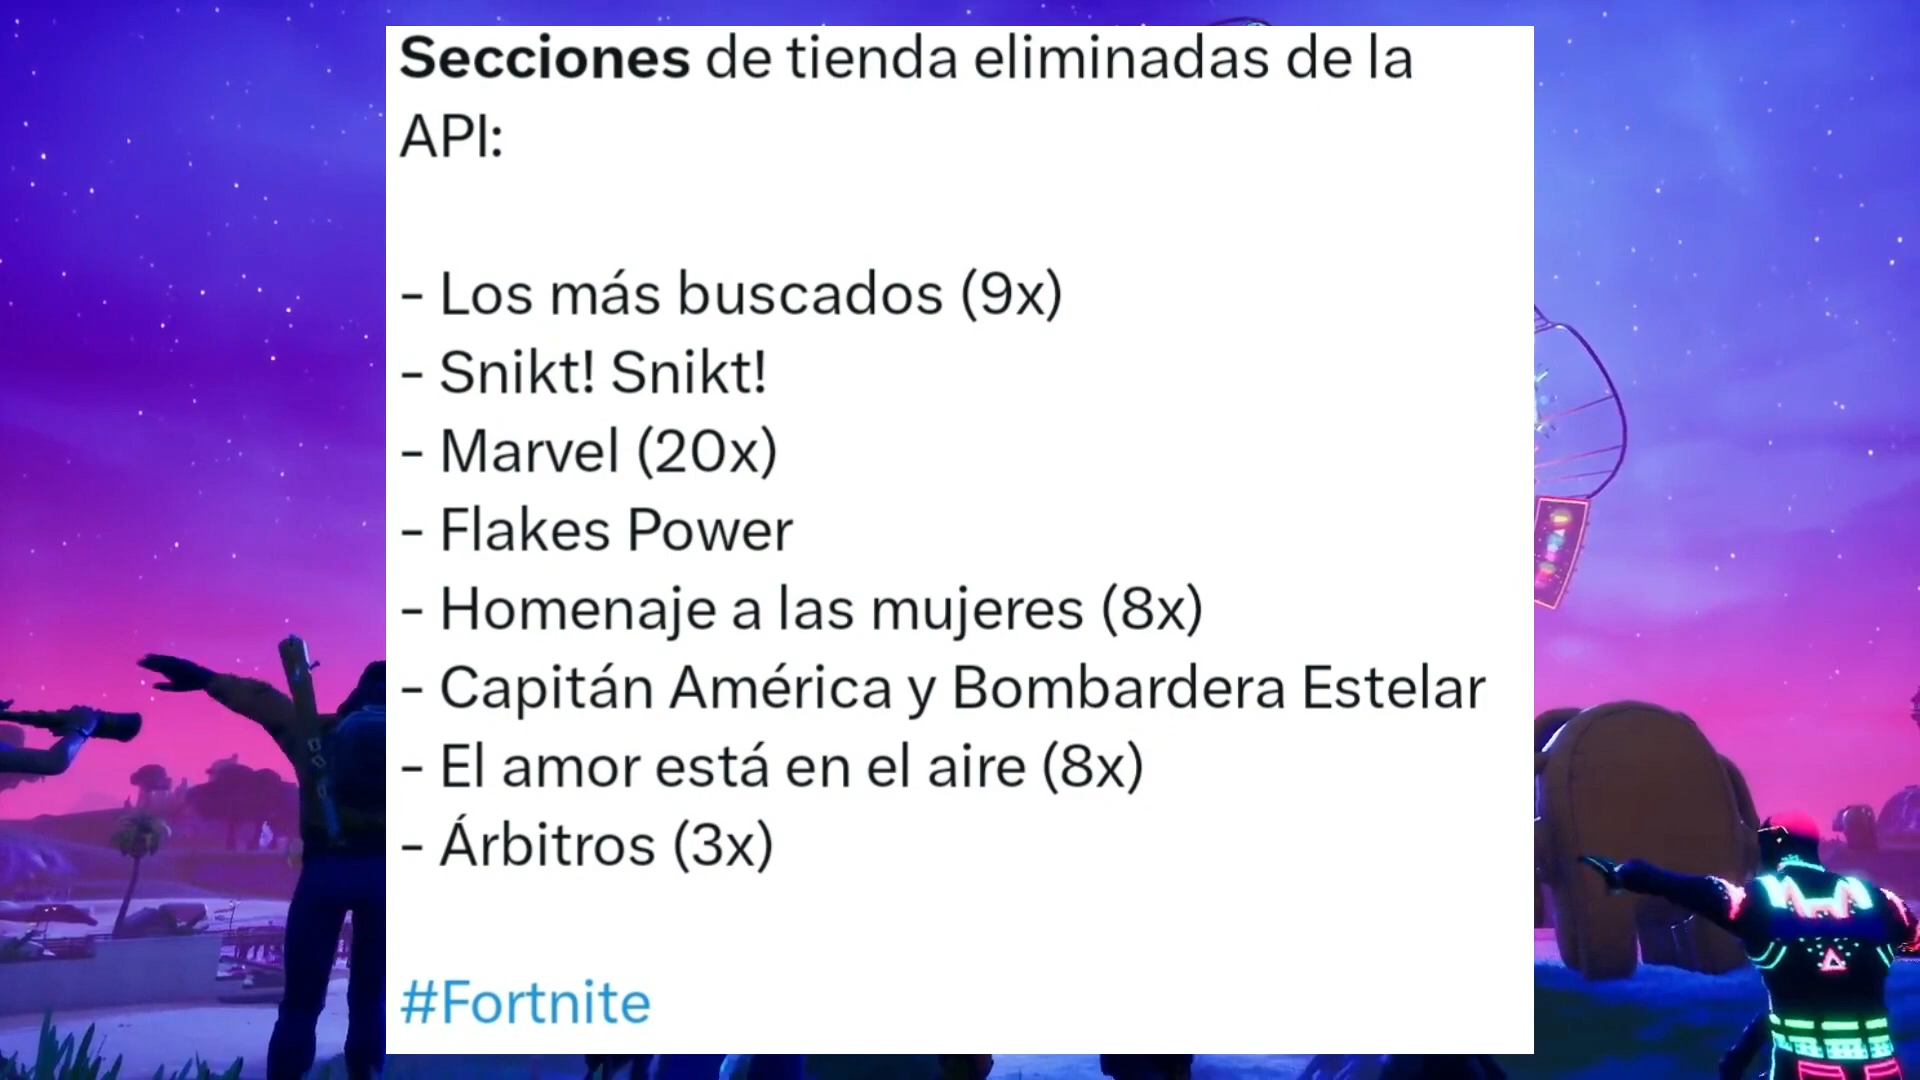 Secciones de tienda eliminadas de la
API:
- Los más buscados (9x)
- Snikt! Snikt!
- Marvel (20x)
- Flakes Power
- Homenaje a las mujeres (8x)
- Capitán América y Bombardera Estelar
- El amor está en el aire (8x)
- Árbitros (3x)
#Fortnite